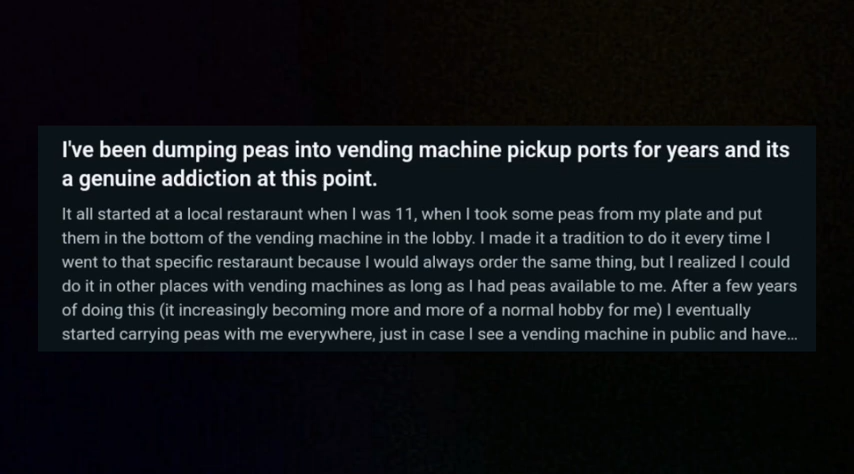 I've been dumping peas into vending machine pickup ports for years and its
a genuine addiction at this point.
It all started at a local restaraunt when I was 11, when I took some peas from my plate and put
them in the bottom of the vending machine in the lobby. I made it a tradition to do it every time I
went to that specific restaraunt because I would always order the same thing, but I realized I could
do it in other places with vending machines as long as I had peas available to me. After a few years
of doing this (it increasingly becoming more and more of a normal hobby for me) I eventually
started carrying peas with me everywhere, just in case I see a vending machine in public and have...